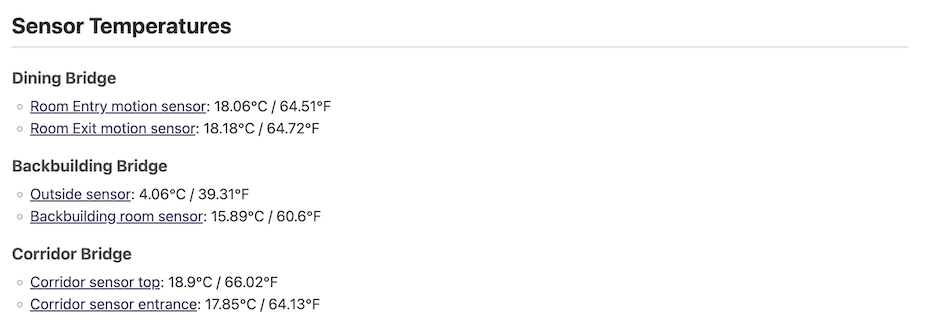 Sensor Temperatures
Dining Bridge
Room Entry motion sensor: 18.06°C / 64.51°F
Room Exit motion sensor: 18.18°C / 64.72°F
Backbuilding Bridge
Outside sensor: 4.06°C / 39.31°F
Backbuilding room sensor: 15.89°C / 60.6°F
Corridor Bridge
Corridor sensor top: 18.9°C / 66.02°F
Corridor sensor entrance: 17.85°C / 64.13°F